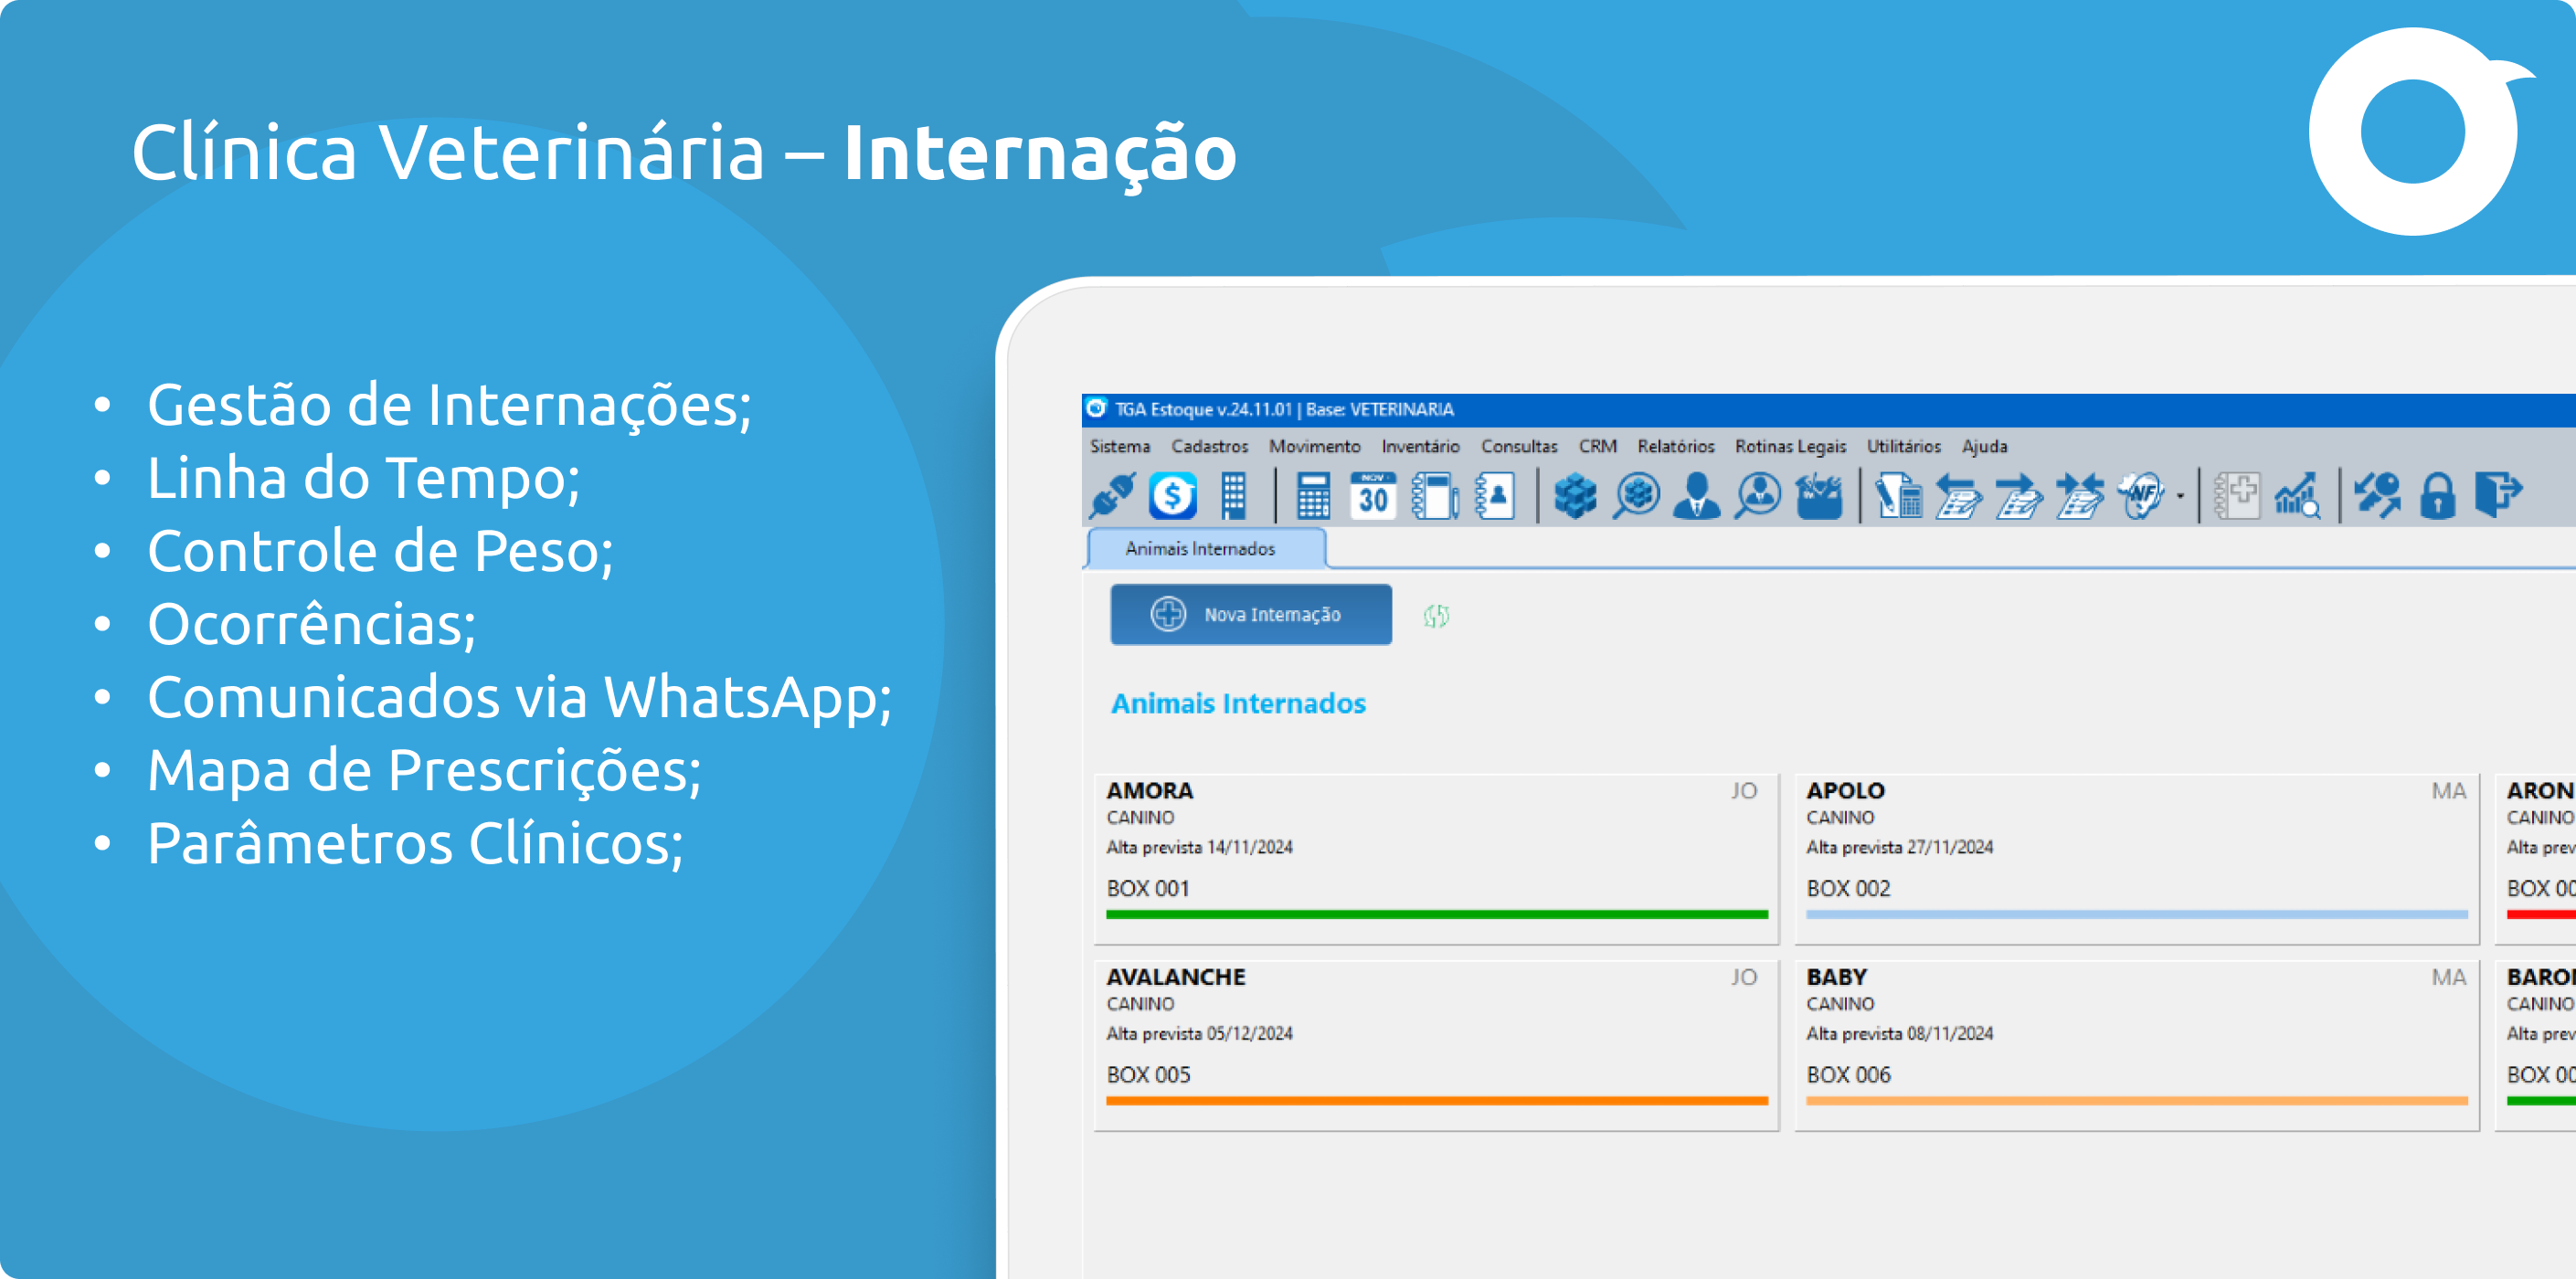 Clínica Veterinária – Internação
• Gestão de Internações;
• Linha do Tempo;
• Controle de Peso;
• Ocorrências;
• Comunicados via WhatsApp;
• Mapa de Prescrições;
• Parâmetros Clínicos;
TGA Estoque v.24.11.01 | Base: VETERINARIA
Sistema Cadastros Movimento Inventário Consultas CRM Relatórios Rotinas Legais Utilitários Ajuda
$ NOV 30 NF
Animais Internados
Nova Internação
Animais Internados
AMORA JO APOLO MA ARON
CANINO CANINO CANINO
Alta prevista 14/11/2024 Alta prevista 27/11/2024 Alta prev
BOX 001 BOX 002 BOX 00
AVALANCHE JO BABY MA BARO
CANINO CANINO CANINO
Alta prevista 05/12/2024 Alta prevista 08/11/2024 Alta prev
BOX 005 BOX 006 BOX 00